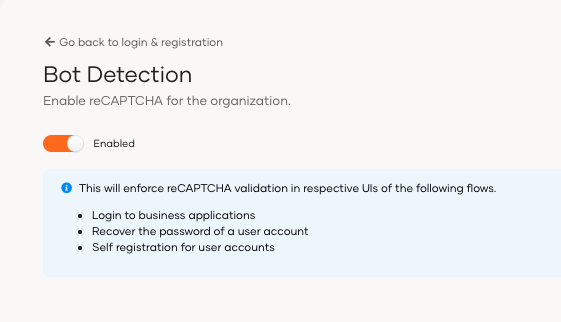 Go back to login & registration
Bot Detection
Enable reCAPTCHA for the organization.
Enabled
This will enforce reCAPTCHA validation in respective UIs of the following flows.
Login to business applications
Recover the password of a user account
Self registration for user accounts